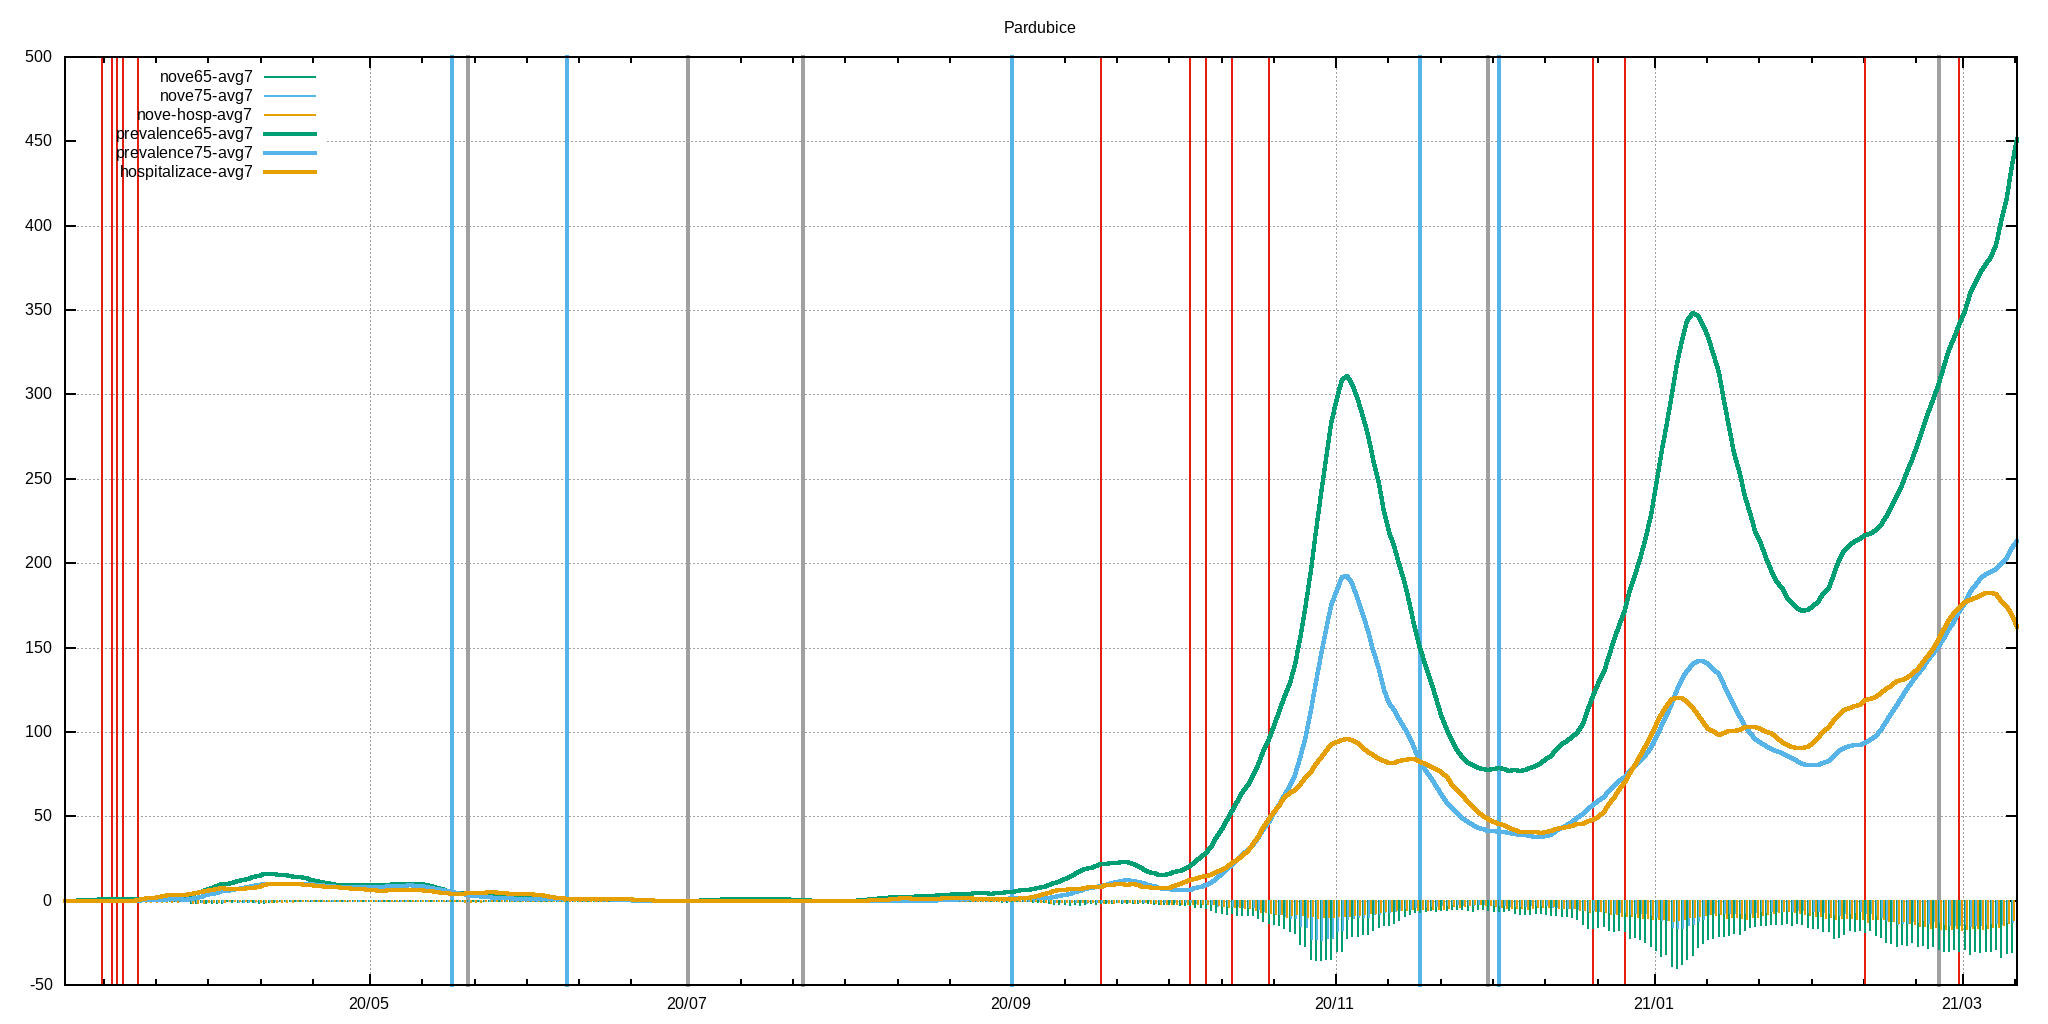 Pardubice
500
450
400
350
300
250
200
150
100
50
0
-50
nove65-avg7
nove75-avg7
nove-hosp-avg7
prevalence65-avg7
prevalence75-avg7
hospitalizace-avg7
20/05
20/07
20/09
20/11
21/01
21/03